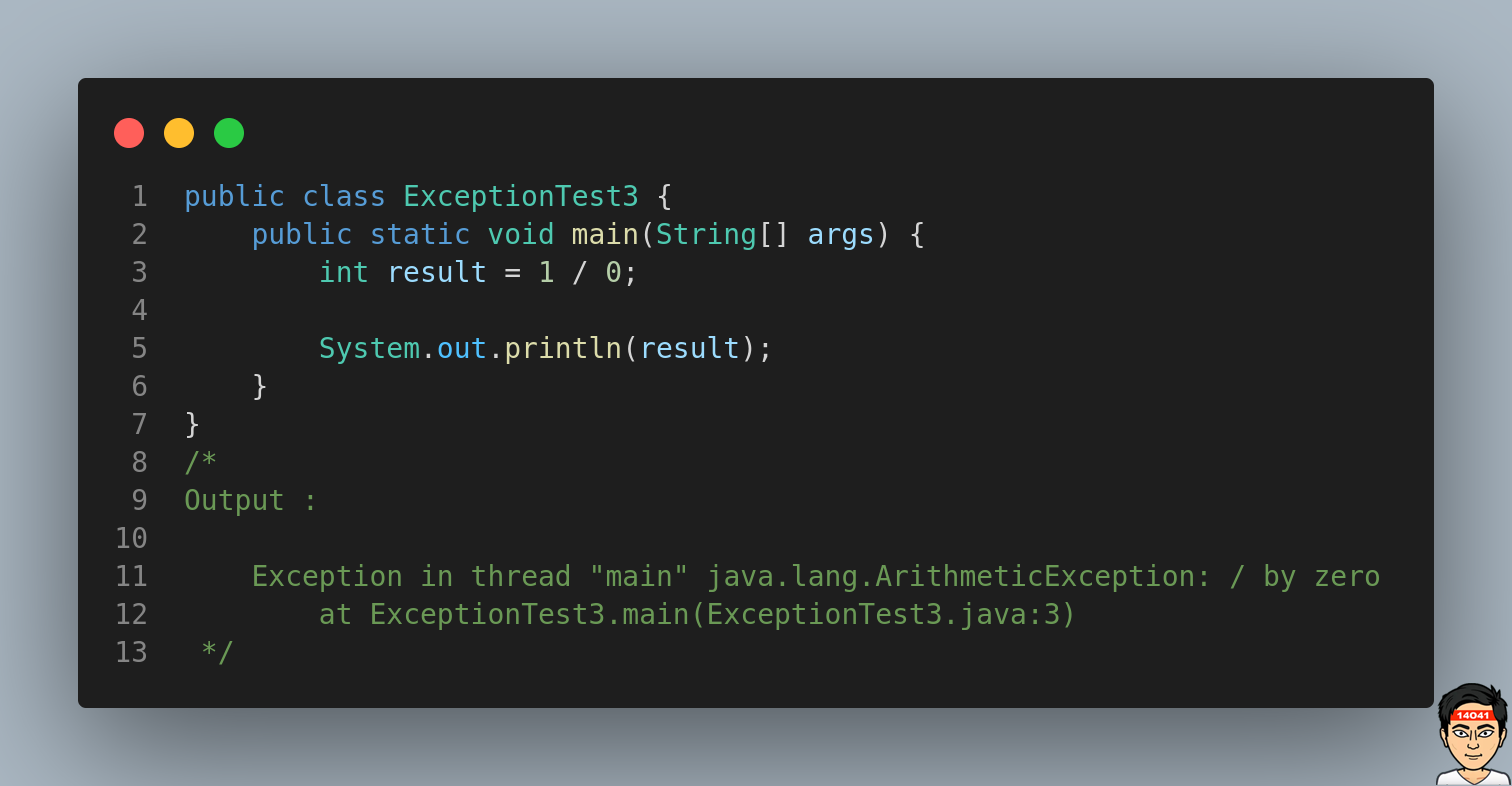 1 public class ExceptionTest3 {
2     public static void main(String[] args) {
3         int result = 1 / 0;
4
5         System.out.println(result);
6     }
7 }
8 /*
9 Output :
10
11     Exception in thread "main" java.lang.ArithmeticException: / by zero
12         at ExceptionTest3.main(ExceptionTest3.java:3)
13  */
14041